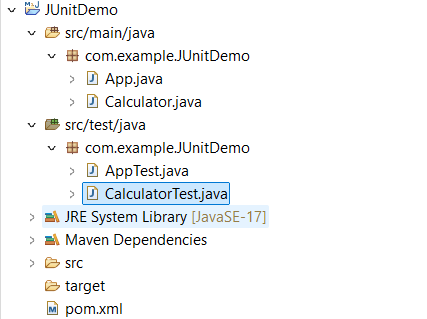 JUnitDemo
src/main/java
com.example.JUnitDemo
App.java
Calculator.java
src/test/java
com.example.JUnitDemo
AppTest.java
CalculatorTest.java
JRE System Library [JavaSE-17]
Maven Dependencies
src
target
pom.xml